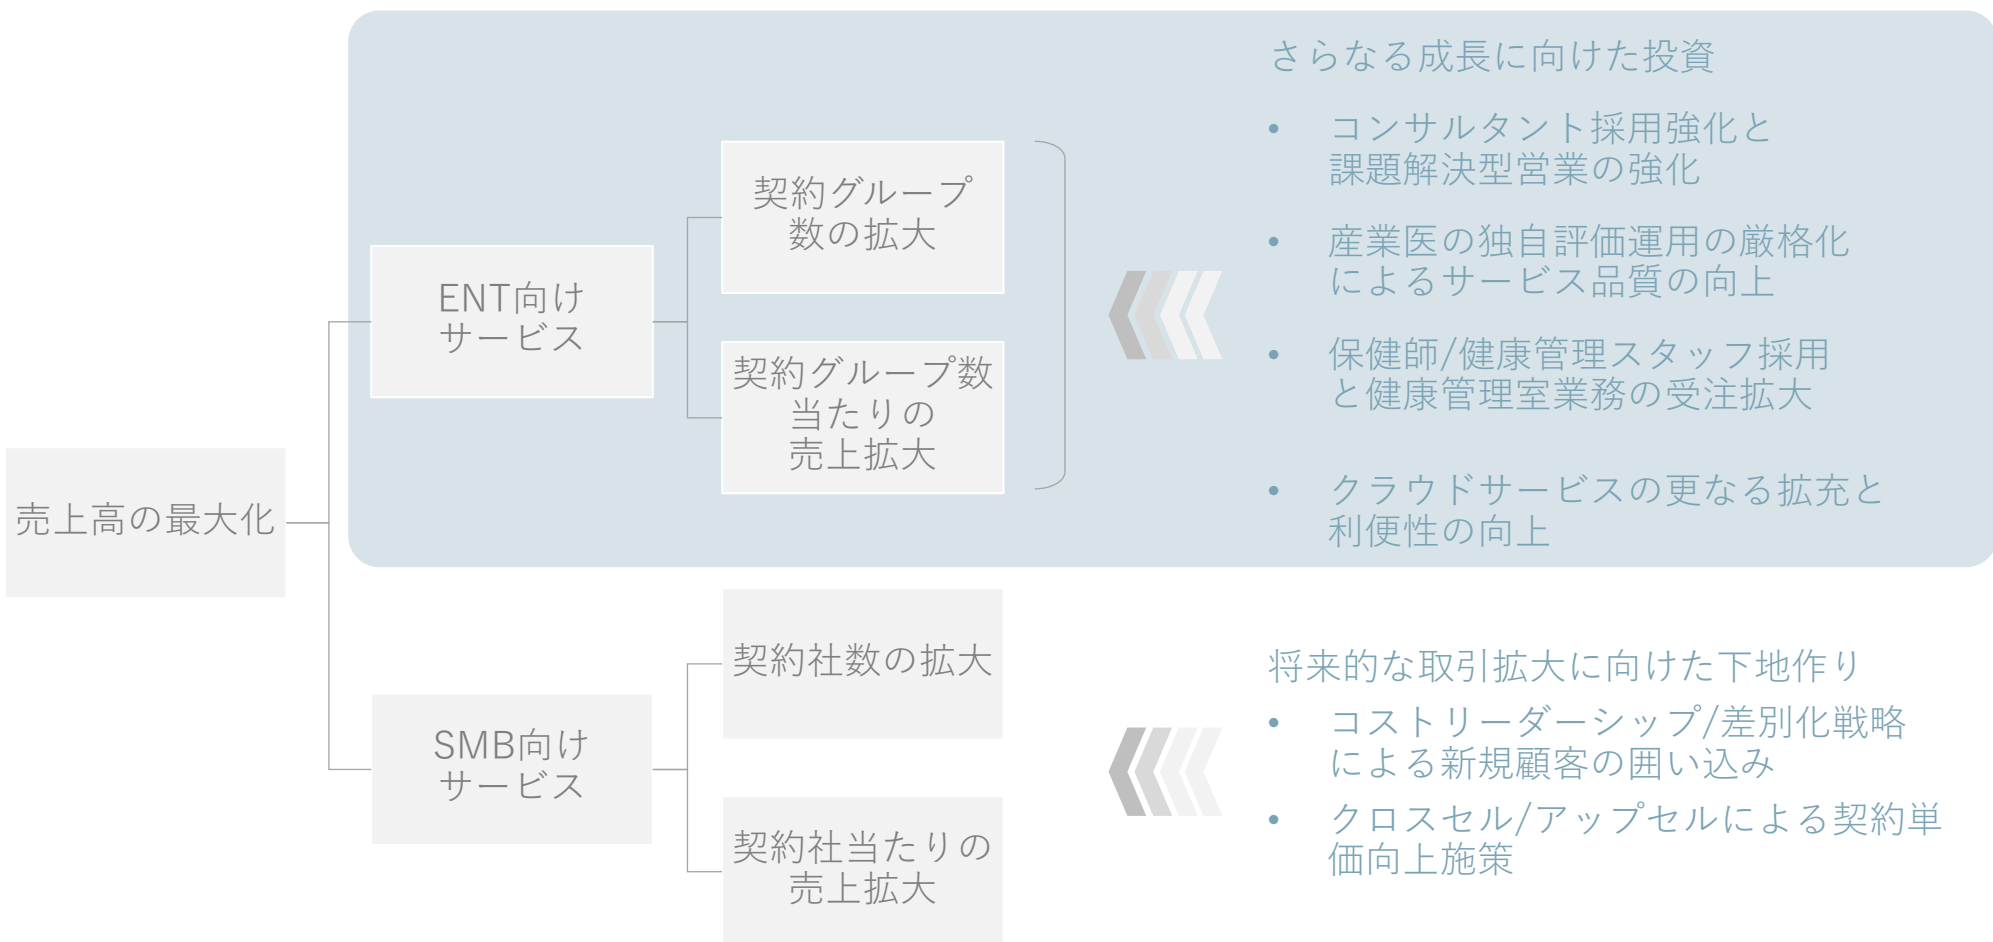 売上高の最大化
ENT向け
サービス
契約グループ
数の拡大
契約グループ数
当たりの
売上拡大
さらなる成長に向けた投資
• コンサルタント採用強化と
課題解決型営業の強化
• 産業医の独自評価運用の厳格化
によるサービス品質の向上
• 保健師/健康管理スタッフ採用
と健康管理室業務の受注拡大
• クラウドサービスの更なる拡充と
利便性の向上
SMB向け
サービス
契約社数の拡大
契約社当たりの
売上拡大
将来的な取引拡大に向けた下地作り
• コストリーダーシップ/差別化戦略
による新規顧客の囲い込み
• クロスセル/アップセルによる契約単
価向上施策